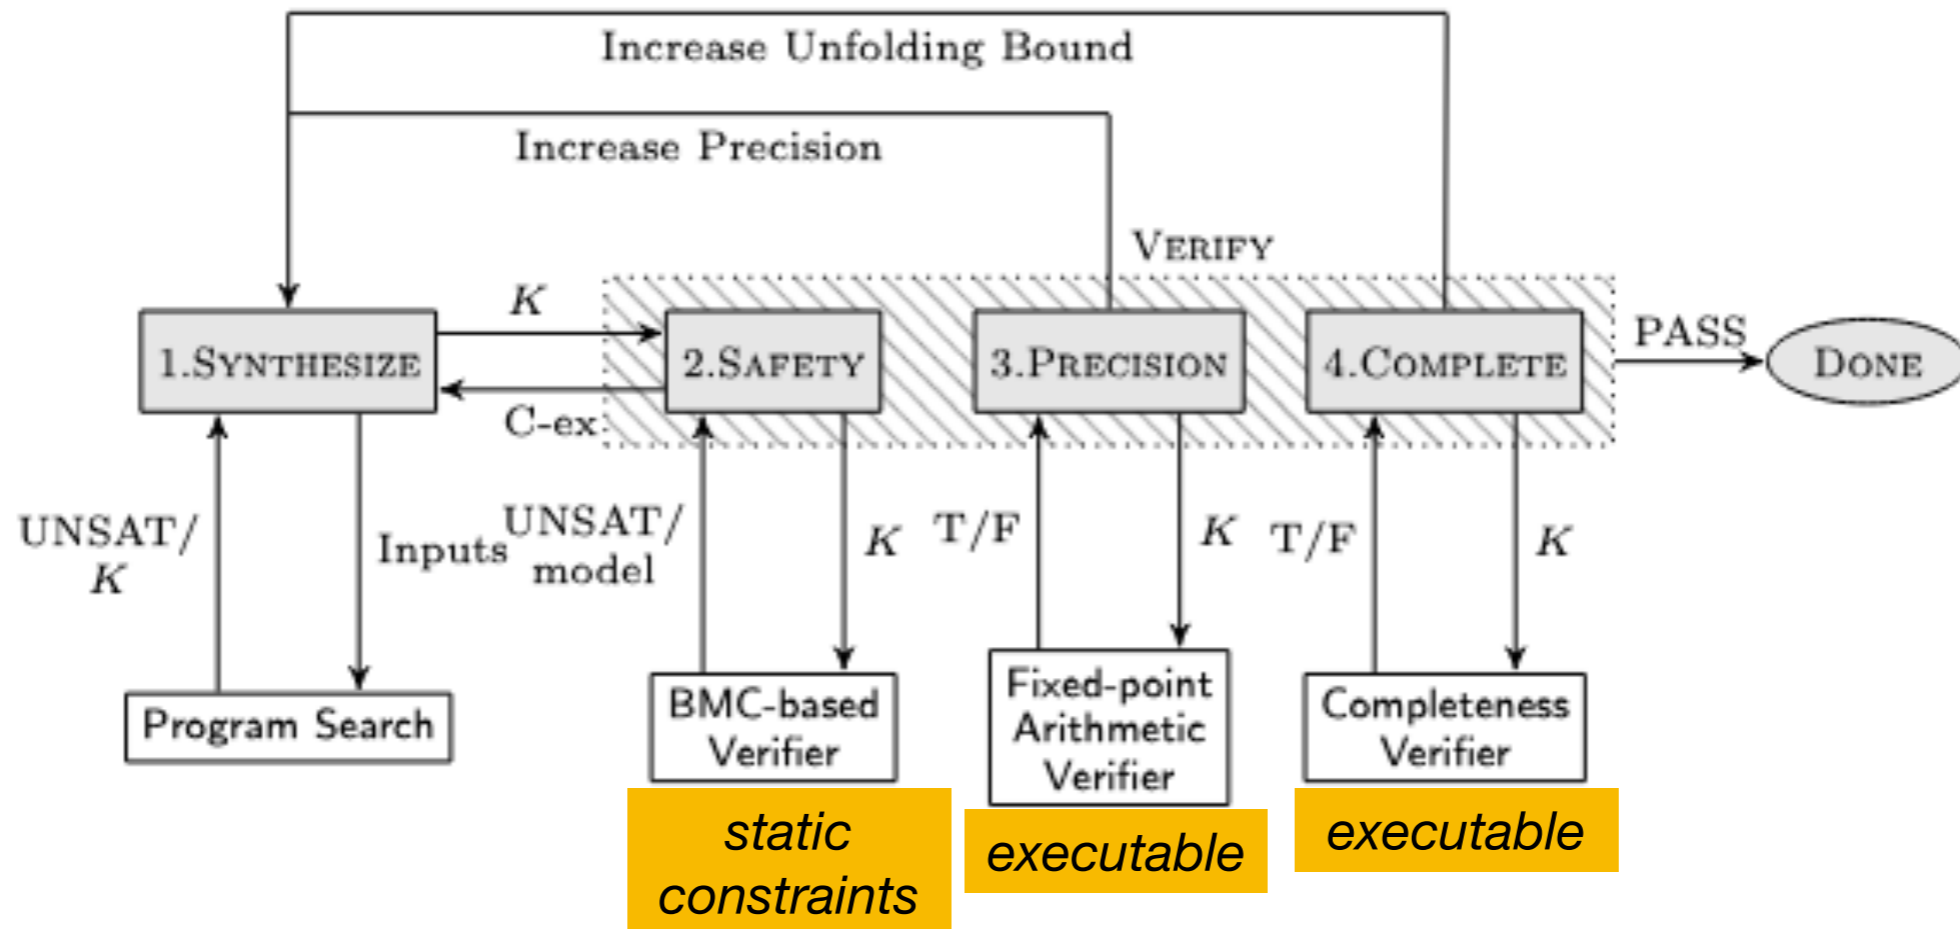 Increase Unfolding Bound
Increase Precision
VERIFY
K
1.SYNTHESIZE
2.SAFETY
3.PRECISION
4.COMPLETE
PASS
DONE
C-ex
UNSAT/
K
Inputs
UNSAT/
model
K
T/F
K
T/F
K
Program Search
BMC-based
Verifier
Fixed-point
Arithmetic
Verifier
Completeness
Verifier
static
constraints
executable
executable